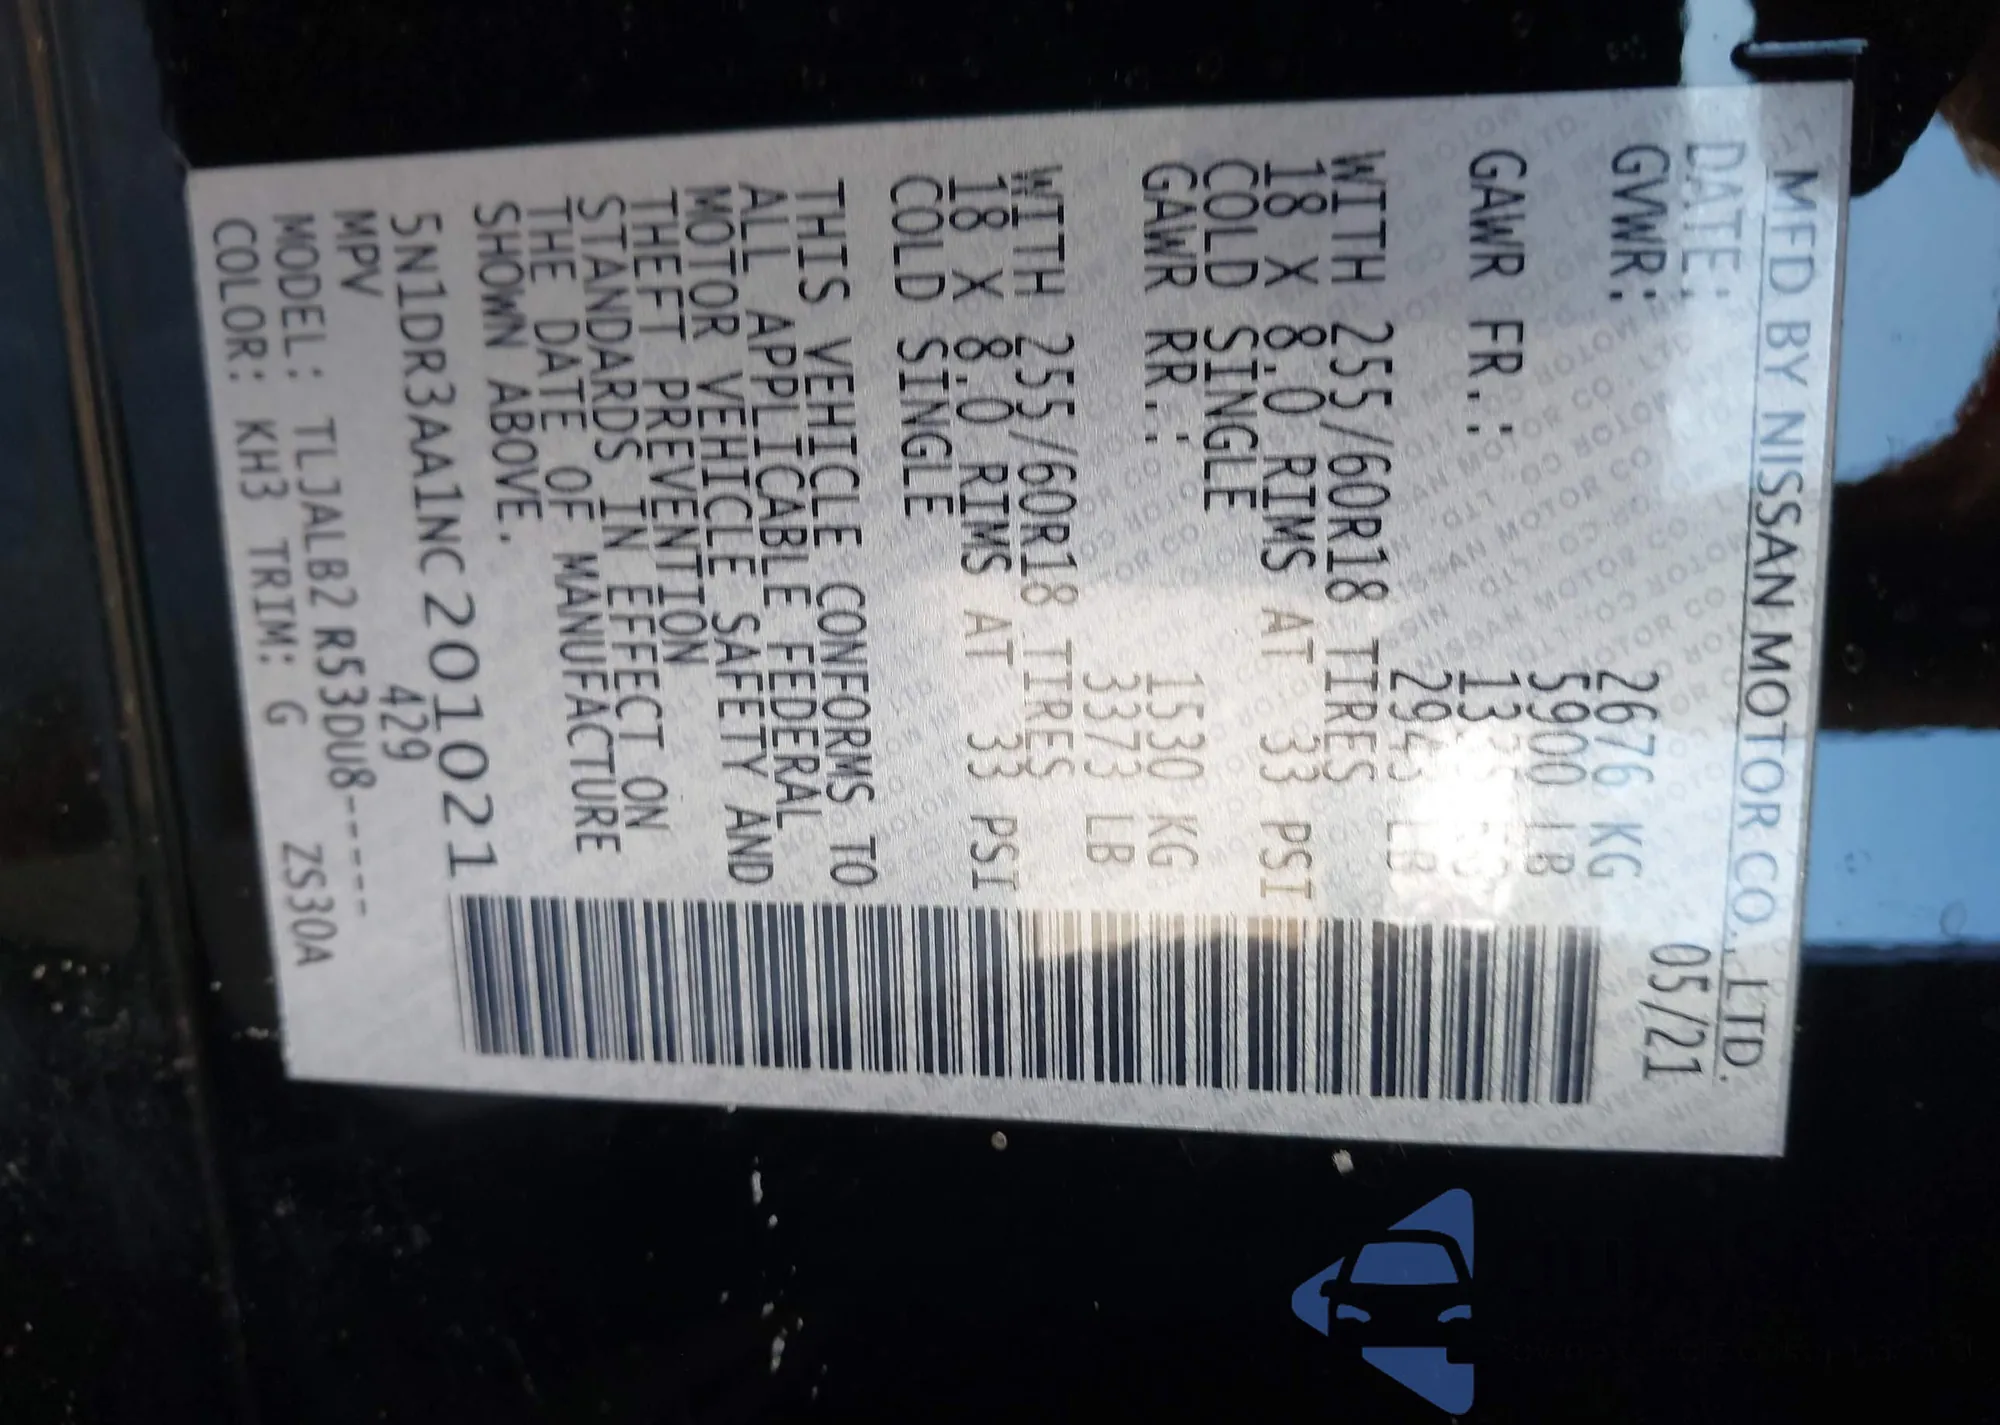 MFD BY NISSAN MOTOR CO., LTD.
DATE: 05/21
GVWR: 2676 KG
5900 LB
GAWR FR.: 1335 KG
2943 LB
WITH 255/60R18 TIRES
18 X 8.0 RIMS AT 33 PSI
COLD SINGLE
GAWR RR.: 1530 KG
3373 LB
WITH 255/60R18 TIRES
18 X 8.0 RIMS AT 33 PSI
COLD SINGLE
THIS VEHICLE CONFORMS TO
ALL APPLICABLE FEDERAL
MOTOR VEHICLE SAFETY AND
THEFT PREVENTION
STANDARDS IN EFFECT ON
THE DATE OF MANUFACTURE
SHOWN ABOVE.
5N1DR3AA1NC201021
MPV 429
MODEL: TLJALB2 R53DU8-----
COLOR: KH3 TRIM: G ZS30A